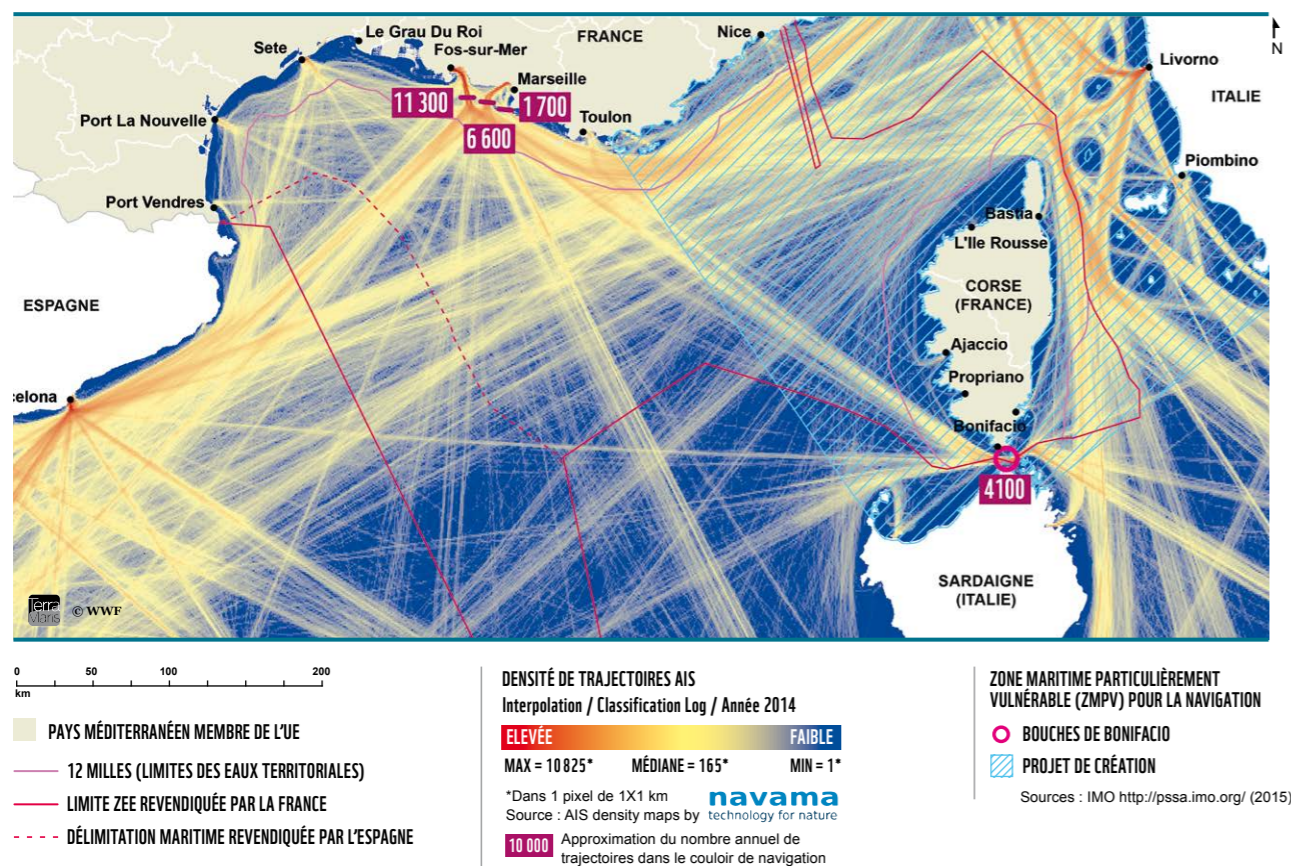 Le Grau Du Roi
FRANCE
Nice
N
Sete
Fos-sur-Mer
Livorno
Marseille
11 300
1 700
ITALIE
Port La Nouvelle
Toulon
6 600
Piombino
Port Vendres
Bastia
L'Ile Rousse
ESPAGNE
CORSE
(FRANCE)
Ajaccio
Propriano
celona
Bonifacio
4100
SARDAIGNE
(ITALIE)
Terra
Maris
© WWF
0 50 100 200
km
PAYS MÉDITERRANÉEN MEMBRE DE L'UE
12 MILLES (LIMITES DES EAUX TERRITORIALES)
LIMITE ZEE REVENDIQUÉE PAR LA FRANCE
DÉLIMITATION MARITIME REVENDIQUÉE PAR L'ESPAGNE
DENSITÉ DE TRAJECTOIRES AIS
Interpolation / Classification Log / Année 2014
ELEVÉE FAIBLE
MAX = 10 825* MÉDIANE = 165* MIN = 1*
*Dans 1 pixel de 1X1 km
Source : AIS density maps by navama
technology for nature
10 000 Approximation du nombre annuel de
trajectoires dans le couloir de navigation
ZONE MARITIME PARTICULIÈREMENT
VULNÉRABLE (ZMPV) POUR LA NAVIGATION
BOUCHES DE BONIFACIO
PROJET DE CRÉATION
Sources : IMO http://pssa.imo.org/ (2015)